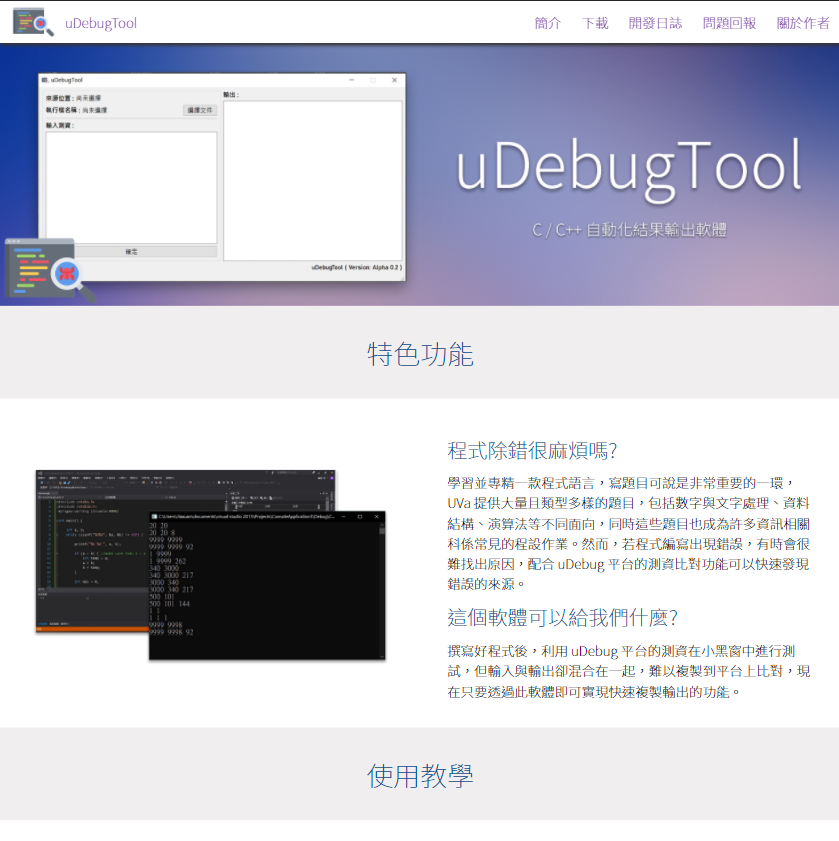 uDebugTool
簡介 下載 開發日誌 問題回報 關於作者
uDebugTool
來源位置：尚未選擇
執行檔名稱：尚未選擇
選擇文件
輸入測資：
確定
輸出：
uDebugTool ( Version: Alpha 0.2 )
uDebugTool
C / C++ 自動化結果輸出軟體
特色功能
20 20
20 20 8
9999 9999
9999 9999 92
1 9999
1 9999 262
340 3000
340 3000 217
3000 340
3000 340 217
500 101
500 101 144
1 1
1 1 1
9999 9998
9999 9998 92
程式除錯很麻煩嗎?
學習並專精一款程式語言，寫題目可說是非常重要的一環，
UVa 提供大量且類型多樣的題目，包括數字與文字處理、資料
結構、演算法等不同面向，同時這些題目也成為許多資訊相關
科係常見的程設作業。然而，若程式編寫出現錯誤，有時會很
難找出原因，配合 uDebug 平台的測資比對功能可以快速發現
錯誤的來源。
這個軟體可以給我們什麼?
撰寫好程式後，利用 uDebug 平台的測資在小黑窗中進行測
試，但輸入與輸出卻混合在一起，難以複製到平台上比對，現
在只要透過此軟體即可實現快速複製輸出的功能。
使用教學